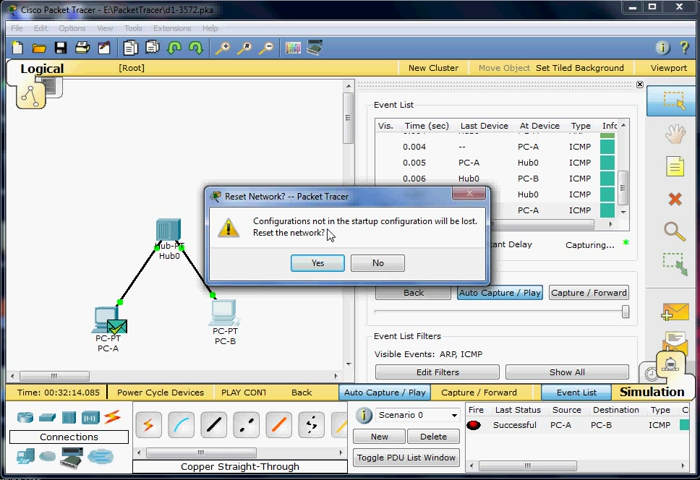 Cisco Packet Tracer - E:\PacketTracer\d1-3572.pka
File Edit Options View Tools Extensions Help
Logical
[Root]
New Cluster
Move Object
Set Tiled Background
Viewport
Event List
Vis. Time (sec) Last Device At Device Type Info
0.004 -- PC-A ICMP
0.005 PC-A Hub0 ICMP
0.006 Hub0 PC-B ICMP
Hub0 ICMP
PC-A ICMP
Reset Network? -- Packet Tracer
Configurations not in the startup configuration will be lost.
Reset the network?
Yes
No
Delay
Capturing...
Hub0
PC-PT
PC-A
PC-PT
PC-B
Back
Auto Capture / Play
Capture / Forward
Event List Filters
Visible Events: ARP, ICMP
Edit Filters
Show All
Time: 00:32:14.085
Power Cycle Devices
Back
Auto Capture / Play
Capture / Forward
Event List
Simulation
Connections
Copper Straight-Through
Scenario 0
New
Delete
Toggle PDU List Window
Fire Last Status Source Destination Type C
Successful PC-A PC-B ICMP